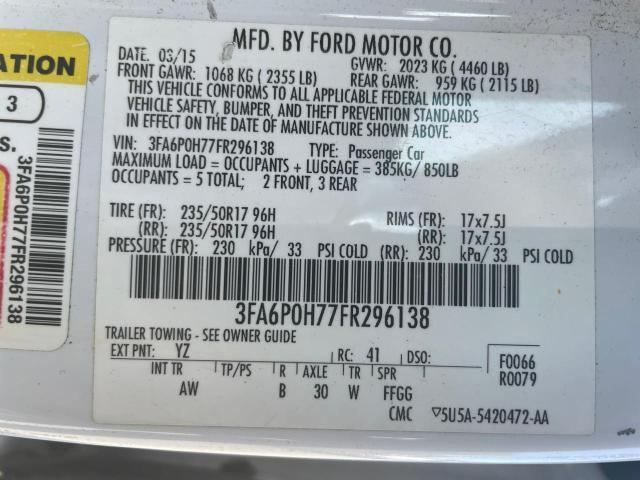 MFD. BY FORD MOTOR CO.
03/15 GVWR: 2023 KG ( 4460 LB)
FRONT GAWR: 1068 KG ( 2355 LB) REAR GAWR: 959 KG ( 2115 LB)
THIS VEHICLE CONFORMS TO ALL APPLICABLE FEDERAL MOTOR
VEHICLE SAFETY, BUMPER, AND THEFT PREVENTION STANDARDS
IN EFFECT ON THE DATE OF MANUFACTURE SHOWN ABOVE.
VIN: 3FA6P0H77FR296138 TYPE: Passenger Car
MAXIMUM LOAD = OCCUPANTS + LUGGAGE = 385KG/ 850LB
OCCUPANTS = 5 TOTAL; 2 FRONT, 3 REAR
TIRE (FR): 235/50R17 96H RIMS (FR): 17x7.5J
(RR): 235/50R17 96H (RR): 17x7.5J
PRESSURE (FR): 230 kPa/ 33 PSI COLD (RR): 230 kPa/ 33 PSI COLD
3FA6P0H77FR296138
TRAILER TOWING - SEE OWNER GUIDE
EXT PNT: YZ RC: 41 DSO: F0066
INT TR TP/PS R AXLE TR SPR R0079
AW B 30 W FFGG
CMC ▽5U5A-5420472-AA
ATION
3
S.
3FA6P0H77FR296138